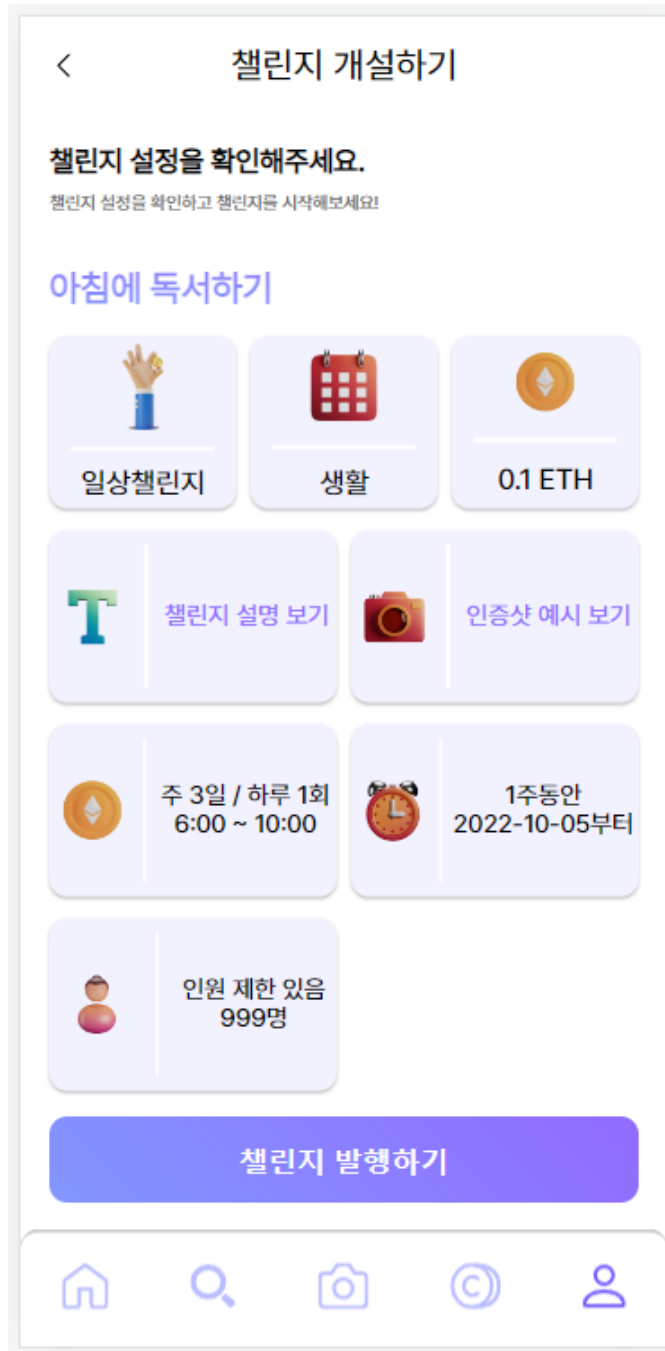 챌린지 개설하기
챌린지 설정을 확인해주세요.
챌린지 설정을 확인하고 챌린지를 시작해보세요!
아침에 독서하기
일상챌린지
생활
0.1 ETH
챌린지 설명 보기
인증샷 예시 보기
주 3일 / 하루 1회
6:00 ~ 10:00
1주동안
2022-10-05부터
인원 제한 있음
999명
챌린지 발행하기